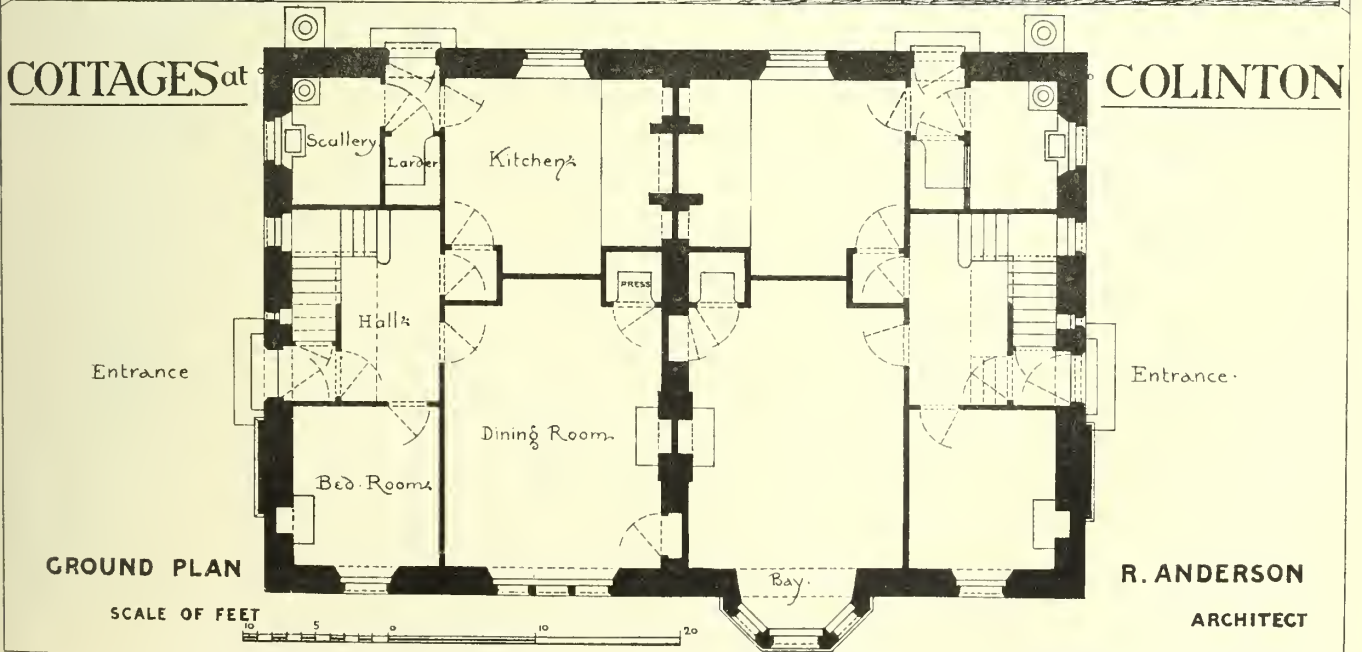 COTTAGES at
COLINTON
Scullery
Larder
Kitchen
PRESS
Hall
Entrance
Entrance.
Dining Room
Bed.Room
Bay.
GROUND PLAN
R. ANDERSON
SCALE OF FEET
ARCHITECT
10 5 0 10 20